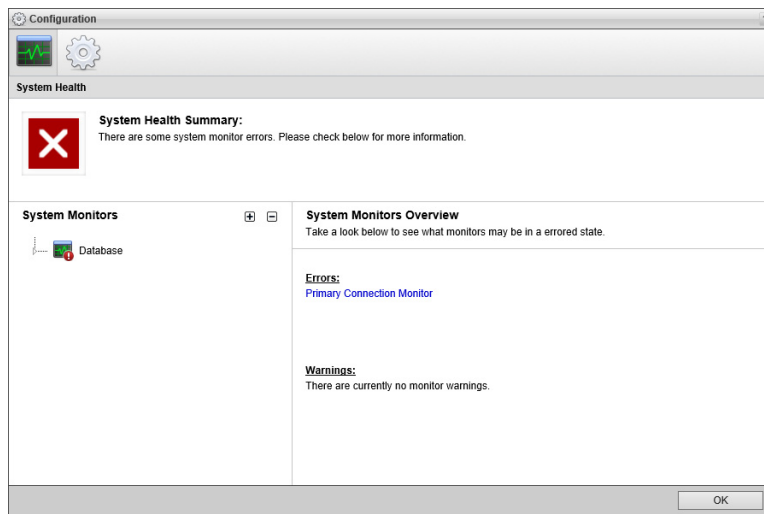 Configuration
System Health
System Health Summary:
There are some system monitor errors. Please check below for more information.
System Monitors
Database
System Monitors Overview
Take a look below to see what monitors may be in a errored state.
Errors:
Primary Connection Monitor
Warnings:
There are currently no monitor warnings.
OK